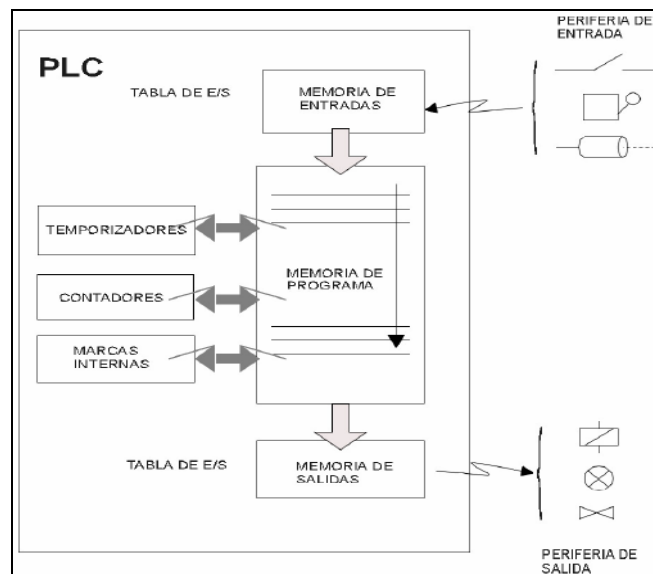 PERIFERIA DE
ENTRADA
PLC
TABLA DE E/S
MEMORIA DE
ENTRADAS
TEMPORIZADORES
CONTADORES
MARCAS
INTERNAS
MEMORIA DE
PROGRAMA
TABLA DE E/S
MEMORIA DE
SALIDAS
PERIFERIA DE
SALIDA